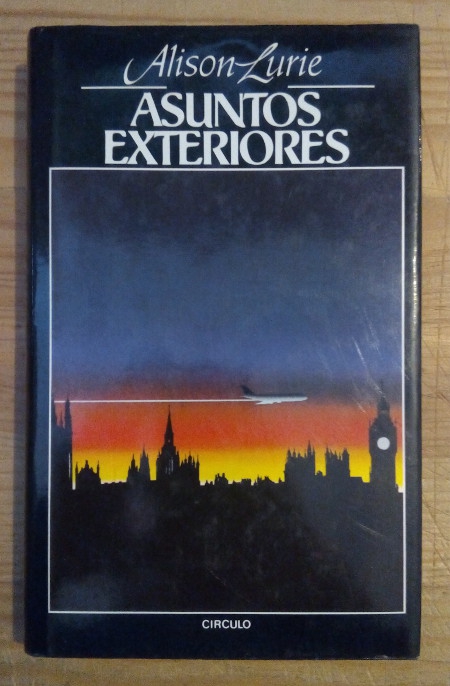 Alison Lurie
ASUNTOS
EXTERIORES
CIRCULO